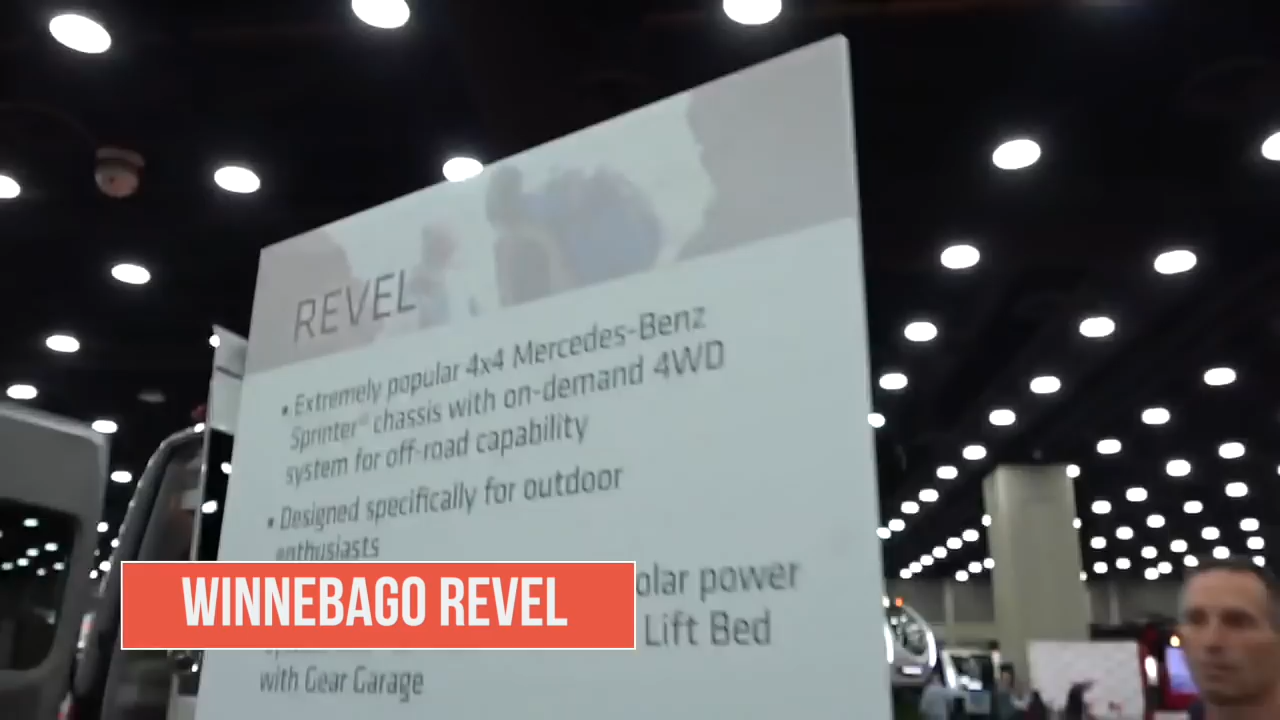 REVEL
• Extremely popular 4x4 Mercedes-Benz
Sprinter® chassis with on-demand 4WD
system for off-road capability
• Designed specifically for outdoor
enthusiasts
olar power
Lift Bed
with Gear Garage
WINNEBAGO REVEL